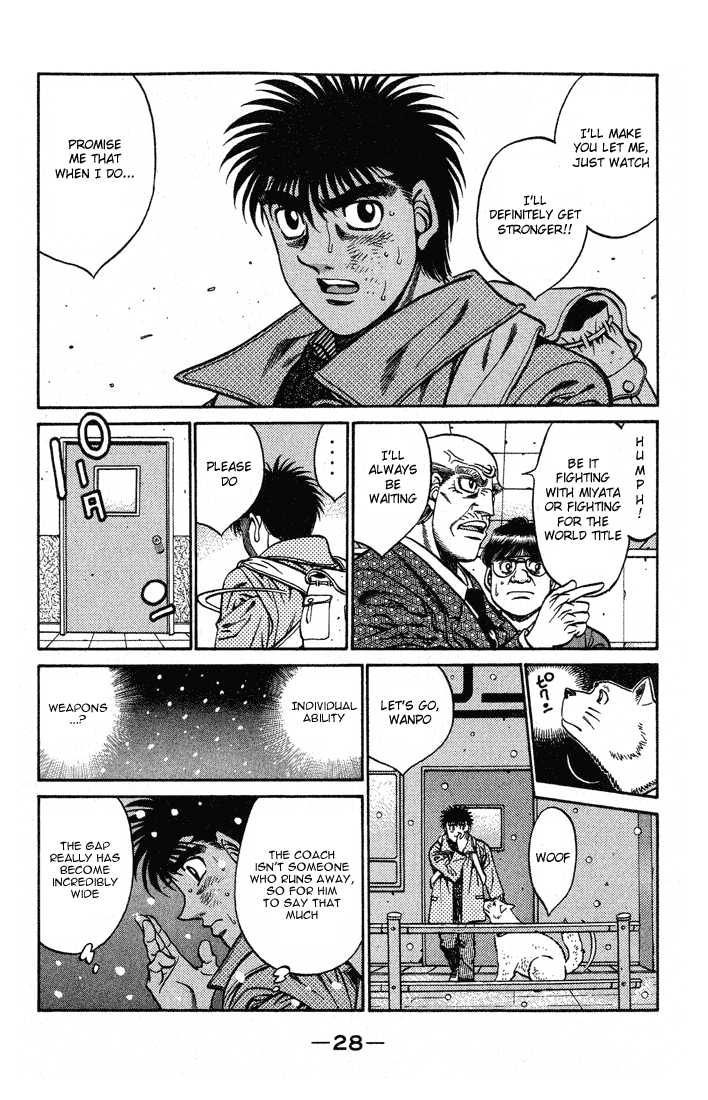 I'LL MAKE
YOU LET ME,
JUST WATCH
I'LL
DEFINITELY GET
STRONGER!!
PROMISE
ME THAT
WHEN I DO...
HUMPH!
BE IT
FIGHTING
WITH MIYATA
OR FIGHTING
FOR THE
WORLD TITLE
I'LL
ALWAYS
BE
WAITING
...
PLEASE
DO
WOOF
LET'S GO,
WANPO
INDIVIDUAL
ABILITY
WEAPONS
...?
THE COACH
ISN'T SOMEONE
WHO RUNS AWAY,
SO FOR HIM
TO SAY THAT
MUCH
THE GAP
REALLY HAS
BECOME
INCREDIBLY
WIDE
—28—